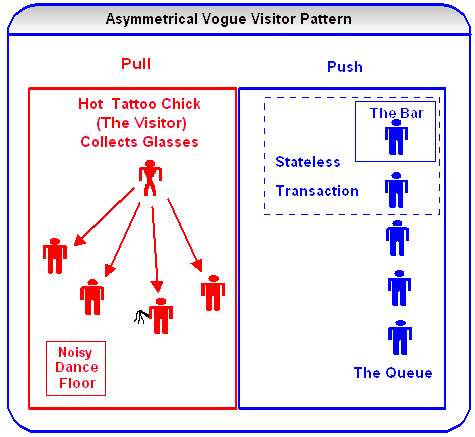 Asymmetrical Vogue Visitor Pattern
Pull
Hot Tattoo Chick
(The Visitor)
Collects Glasses
Noisy
Dance
Floor
Push
The Bar
Stateless
Transaction
The Queue